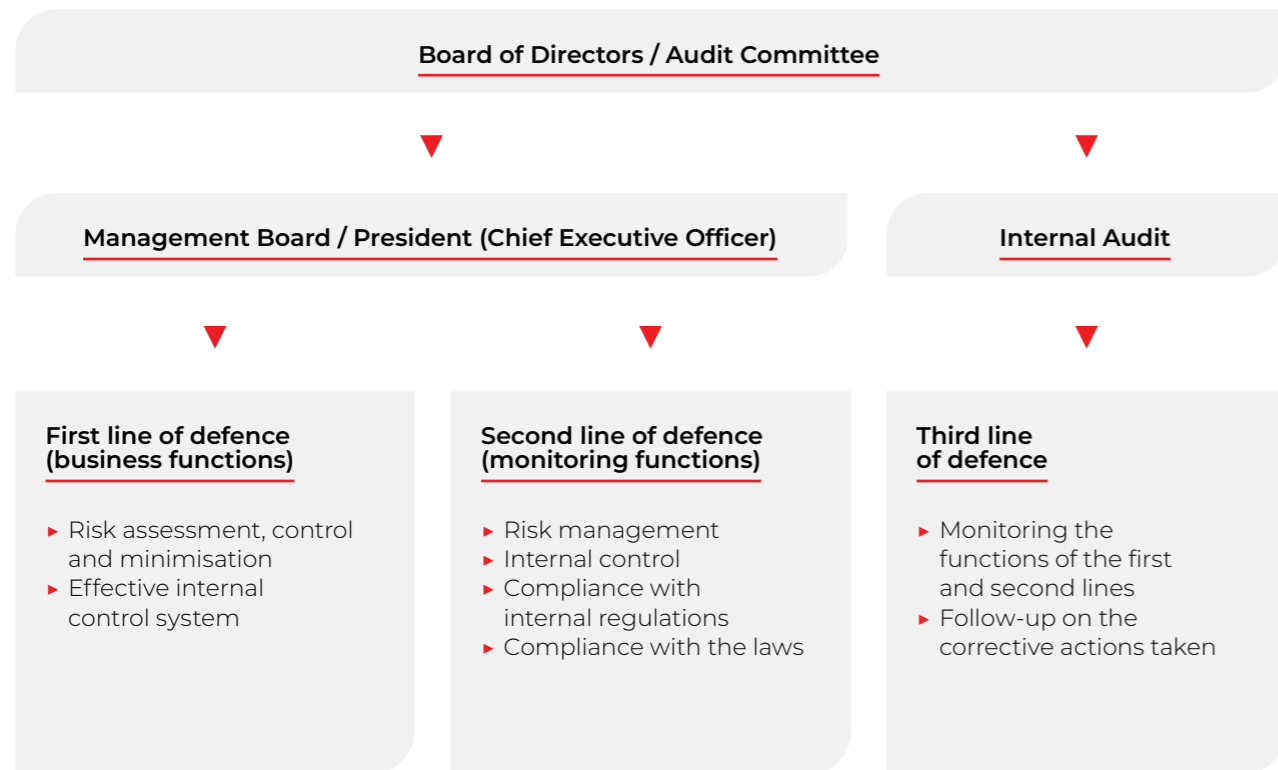 Board of Directors / Audit Committee
Management Board / President (Chief Executive Officer)
Internal Audit
First line of defence
(business functions)
► Risk assessment, control
and minimisation
► Effective internal
control system
Second line of defence
(monitoring functions)
► Risk management
► Internal control
► Compliance with
internal regulations
► Compliance with the laws
Third line
of defence
► Monitoring the
functions of the first
and second lines
► Follow-up on the
corrective actions taken